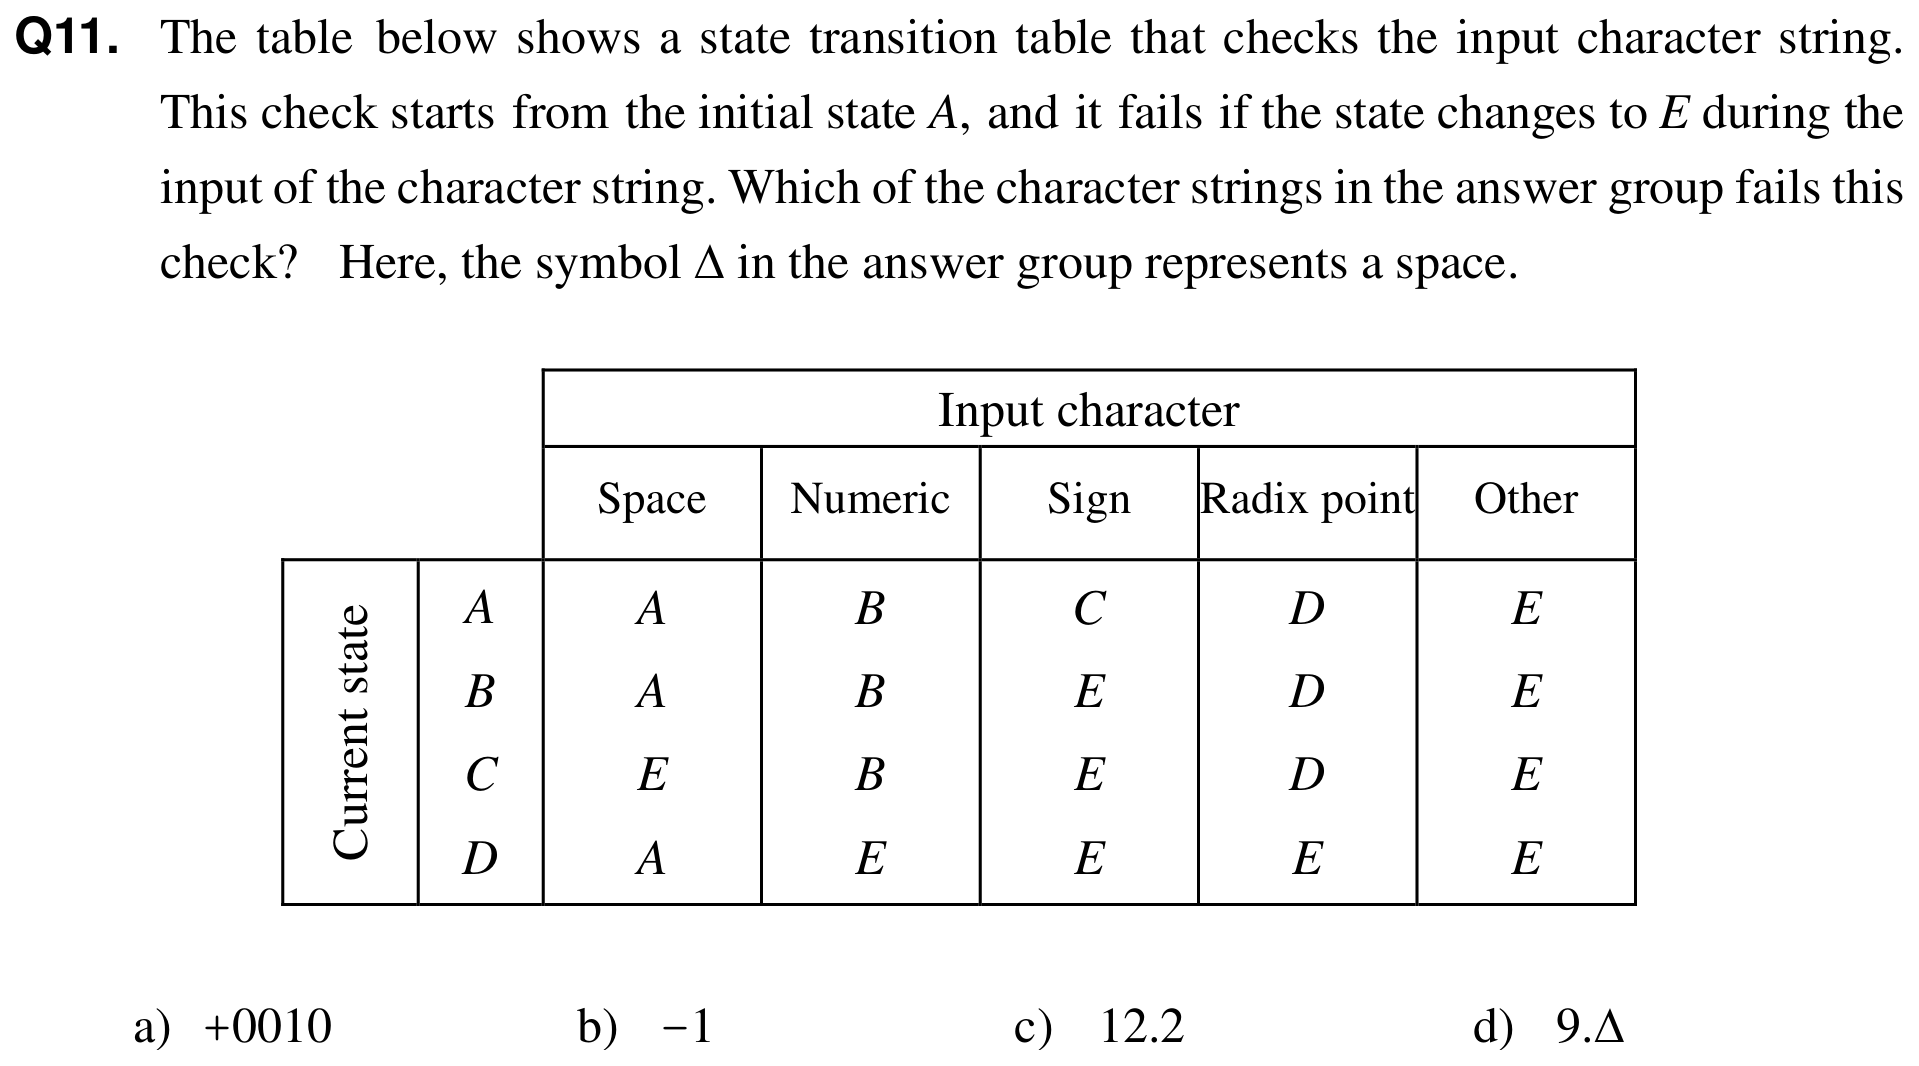 Q11. The table below shows a state transition table that checks the input character string.
This check starts from the initial state A, and it fails if the state changes to E during the
input of the character string. Which of the character strings in the answer group fails this
check? Here, the symbol Δ in the answer group represents a space.
Input character
Space Numeric Sign Radix point Other
Current state
A A B C D E
B A B E D E
C E B E D E
D A E E E E
a) +0010 b) −1 c) 12.2 d) 9.Δ